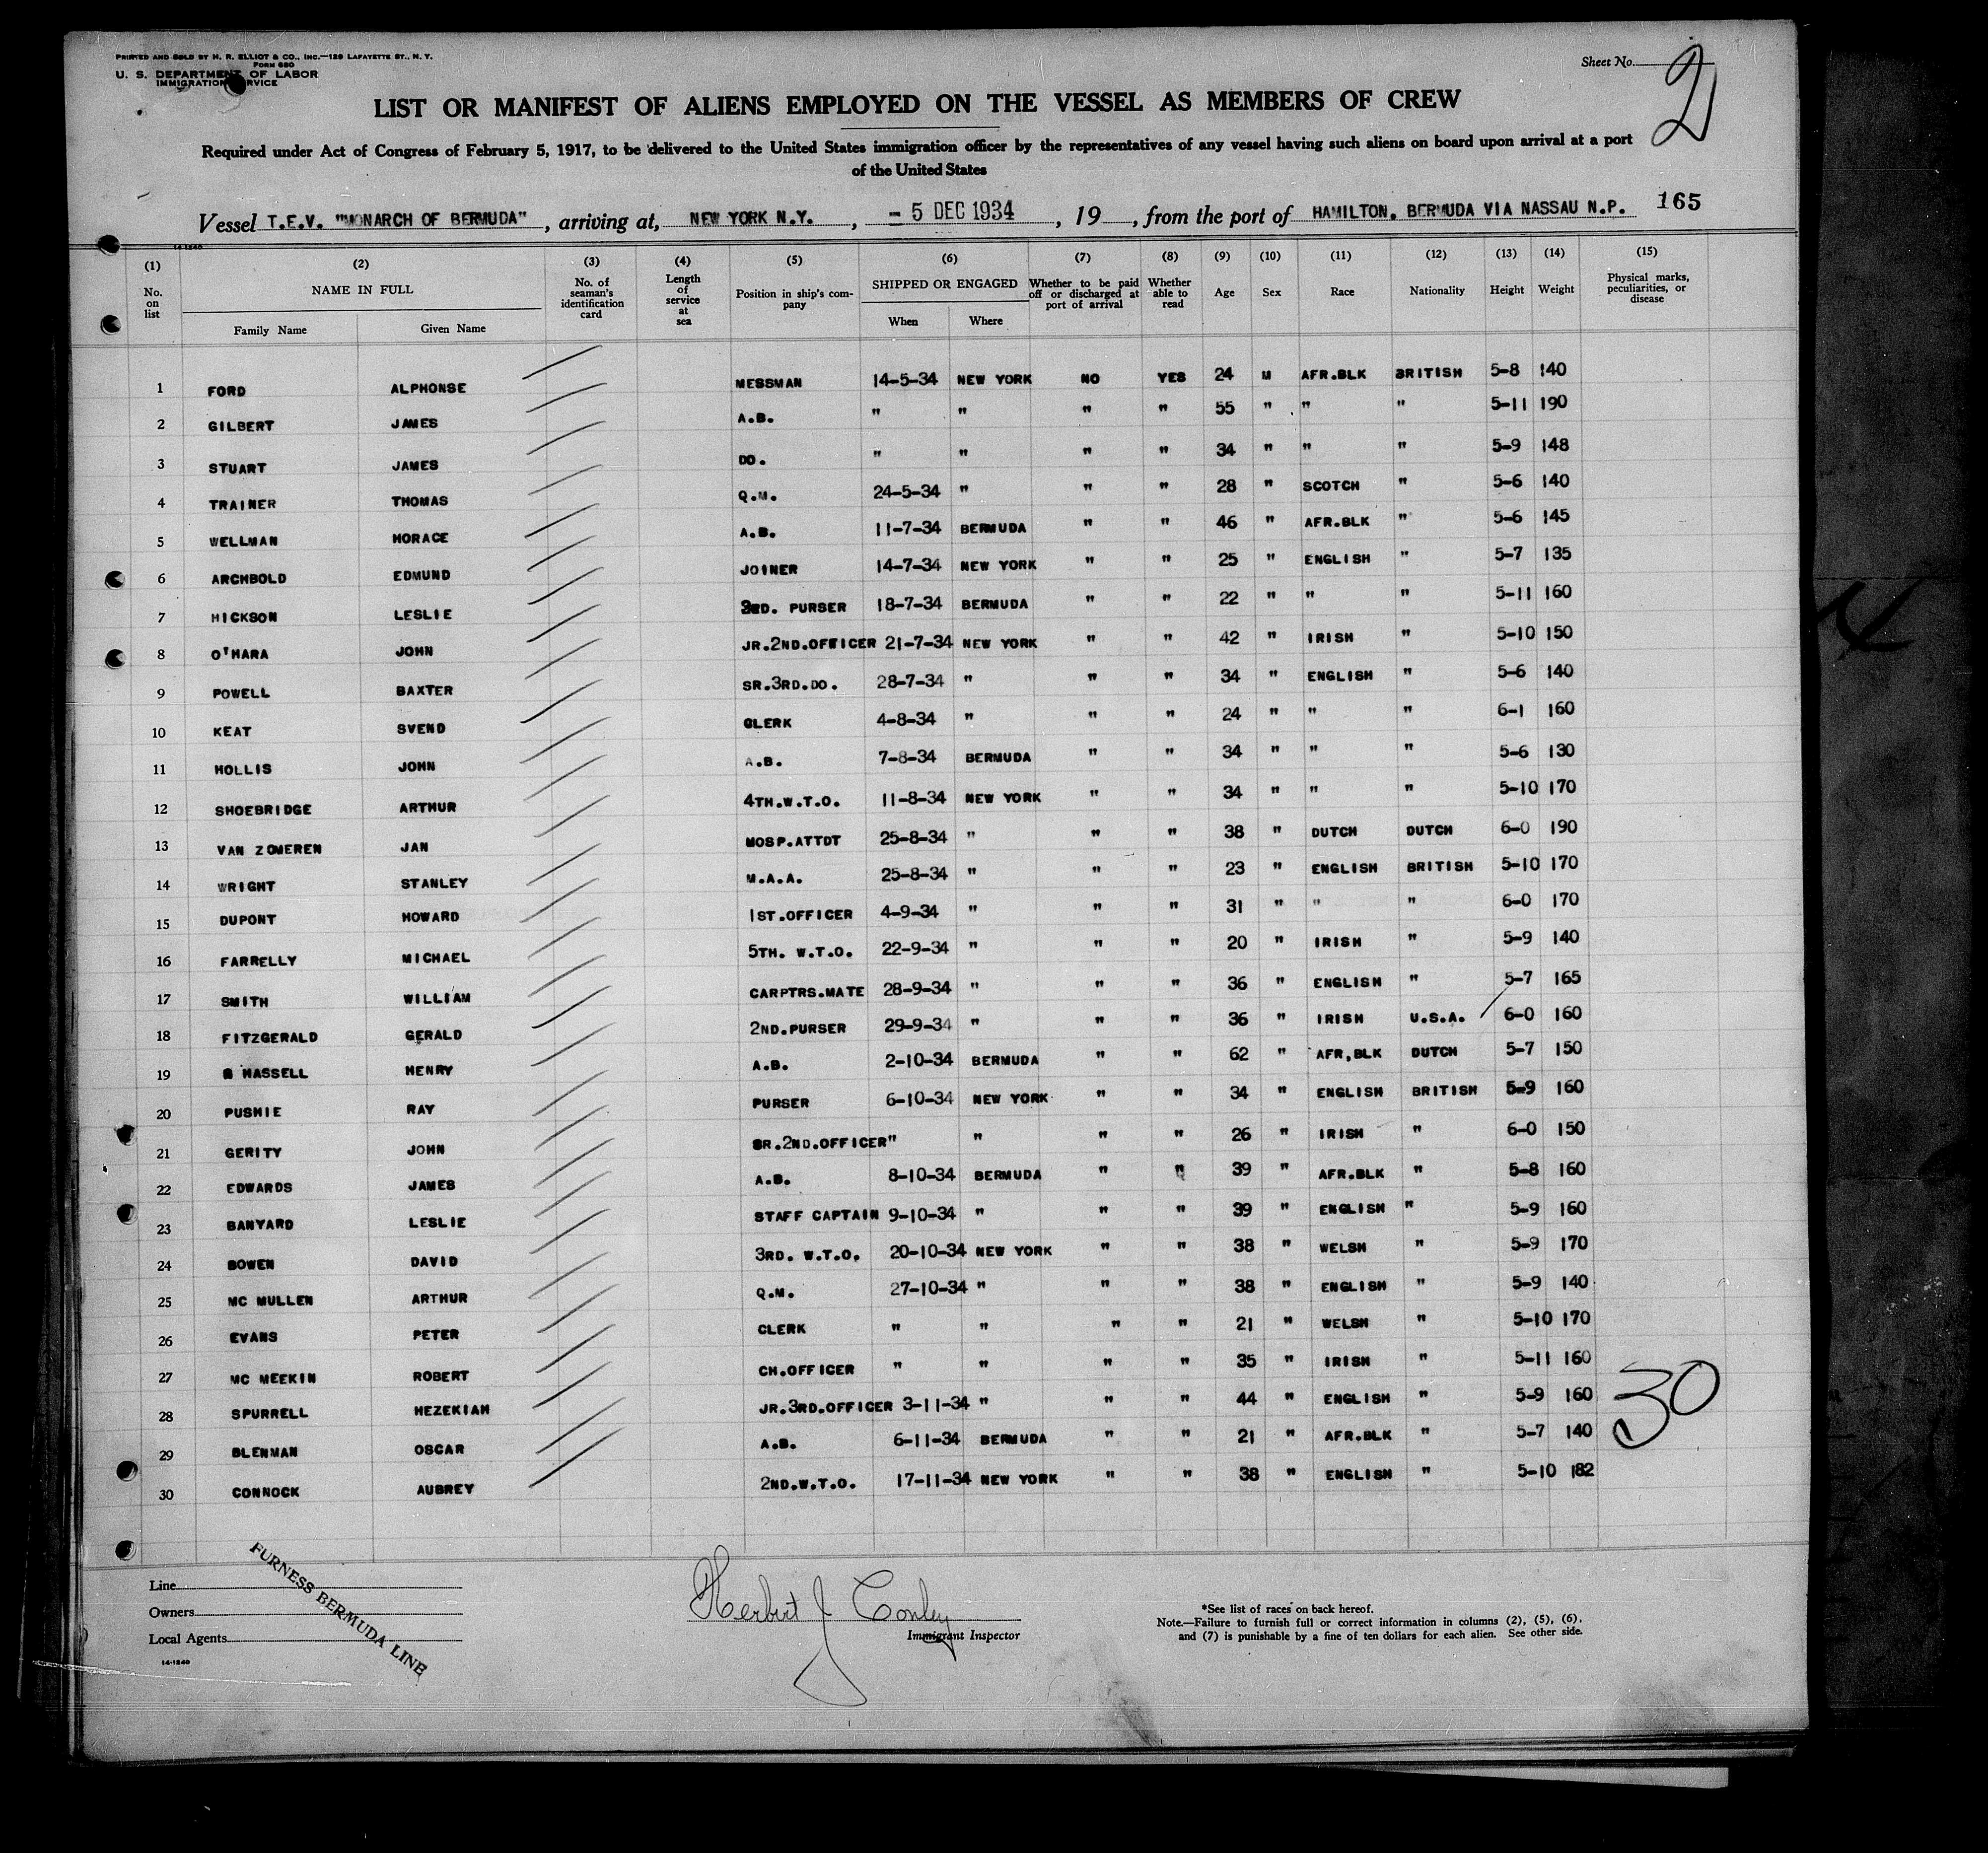 PRINTED AND SOLD BY H. R. ELLIOT & CO., INC.—129 LAFAYETTE ST., N. Y.
FORM 680
U. S. DEPARTMENT OF LABOR
IMMIGRATION SERVICE
Sheet No. 2
LIST OR MANIFEST OF ALIENS EMPLOYED ON THE VESSEL AS MEMBERS OF CREW
Required under Act of Congress of February 5, 1917, to be delivered to the United States immigration officer by the representatives of any vessel having such aliens on board upon arrival at a port
of the United States
Vessel T.E.V. "MONARCH OF BERMUDA", arriving at, NEW YORK N.Y., - 5 DEC 1934, 19, from the port of HAMILTON. BERMUDA VIA NASSAU N.P. 165
14-1240
(1) (2) (3) (4) (5) (6) (7) (8) (9) (10) (11) (12) (13) (14) (15)
No. on list NAME IN FULL Family Name Given Name No. of seaman's identification card Length of service at sea Position in ship's company SHIPPED OR ENGAGED When Where Whether to be paid off or discharged at port of arrival Whether able to read Age Sex Race Nationality Height Weight Physical marks, peculiarities, or disease
1 FORD ALPHONSE MESSMAN 14-5-34 NEW YORK NO YES 24 M AFR.BLK BRITISH 5-8 140
2 GILBERT JAMES A.B. " " " " 55 " " " 5-11 190
3 STUART JAMES DO. " " " " 34 " " " 5-9 148
4 TRAINER THOMAS Q.M. 24-5-34 " " " 28 " SCOTCH " 5-6 140
5 WELLMAN HORACE A.B. 11-7-34 BERMUDA " " 46 " AFR.BLK " 5-6 145
6 ARCHBOLD EDMUND JOINER 14-7-34 NEW YORK " " 25 " ENGLISH " 5-7 135
7 HICKSON LESLIE 3RD. PURSER 18-7-34 BERMUDA " " 22 " " " 5-11 160
8 O'HARA JOHN JR.2ND.OFFICER 21-7-34 NEW YORK " " 42 " IRISH " 5-10 150
9 POWELL BAXTER SR.3RD.DO. 28-7-34 " " " 34 " ENGLISH " 5-6 140
10 KEAT SVEND CLERK 4-8-34 " " " 24 " " " 6-1 160
11 HOLLIS JOHN A.B. 7-8-34 BERMUDA " " 34 " " " 5-6 130
12 SHOEBRIDGE ARTHUR 4TH.W.T.O. 11-8-34 NEW YORK " " 34 " " " 5-10 170
13 VAN ZOMEREN JAN HOSP.ATTDT 25-8-34 " " " 38 " DUTCH DUTCH 6-0 190
14 WRIGHT STANLEY M.A.A. 25-8-34 " " " 23 " ENGLISH BRITISH 5-10 170
15 DUPONT HOWARD 1ST.OFFICER 4-9-34 " " " 31 " " " 6-0 170
16 FARRELLY MICHAEL 5TH. W.T.O. 22-9-34 " " " 20 " IRISH " 5-9 140
17 SMITH WILLIAM CARPTRS.MATE 28-9-34 " " " 36 " ENGLISH " 5-7 165
18 FITZGERALD GERALD 2ND.PURSER 29-9-34 " " " 36 " IRISH U.S.A. 6-0 160
19 HASSELL HENRY A.B. 2-10-34 BERMUDA " " 62 " AFR,BLK DUTCH 5-7 150
20 PUSHIE RAY PURSER 6-10-34 NEW YORK " " 34 " ENGLISH BRITISH 5-9 160
21 GERITY JOHN SR.2ND.OFFICER " " " " 26 " IRISH " 6-0 150
22 EDWARDS JAMES A.B. 8-10-34 BERMUDA " " 39 " AFR.BLK " 5-8 160
23 BANYARD LESLIE STAFF CAPTAIN 9-10-34 " " " 39 " ENGLISH " 5-9 160
24 BOWEN DAVID 3RD. W.T.O. 20-10-34 NEW YORK " " 38 " WELSH " 5-9 170
25 MC MULLEN ARTHUR Q.M. 27-10-34 " " " 38 " ENGLISH " 5-9 140
26 EVANS PETER CLERK " " " " 21 " WELSH " 5-10 170
27 MC MEEKIN ROBERT CH.OFFICER " " " " 35 " IRISH " 5-11 160
28 SPURRELL HEZEKIAH JR.3RD.OFFICER 3-11-34 " " " 44 " ENGLISH " 5-9 160
29 BLENMAN OSCAR A.B. 6-11-34 BERMUDA " " 21 " AFR.BLK " 5-7 140
30 CONNOCK AUBREY 2ND.W.T.O. 17-11-34 NEW YORK " " 38 " ENGLISH " 5-10 182
30
Line
Owners
Local Agents
FURNESS BERMUDA LINE
14-1240
Herbert J Conley
Immigrant Inspector
*See list of races on back hereof.
Note.—Failure to furnish full or correct information in columns (2), (5), (6),
and (7) is punishable by a fine of ten dollars for each alien. See other side.